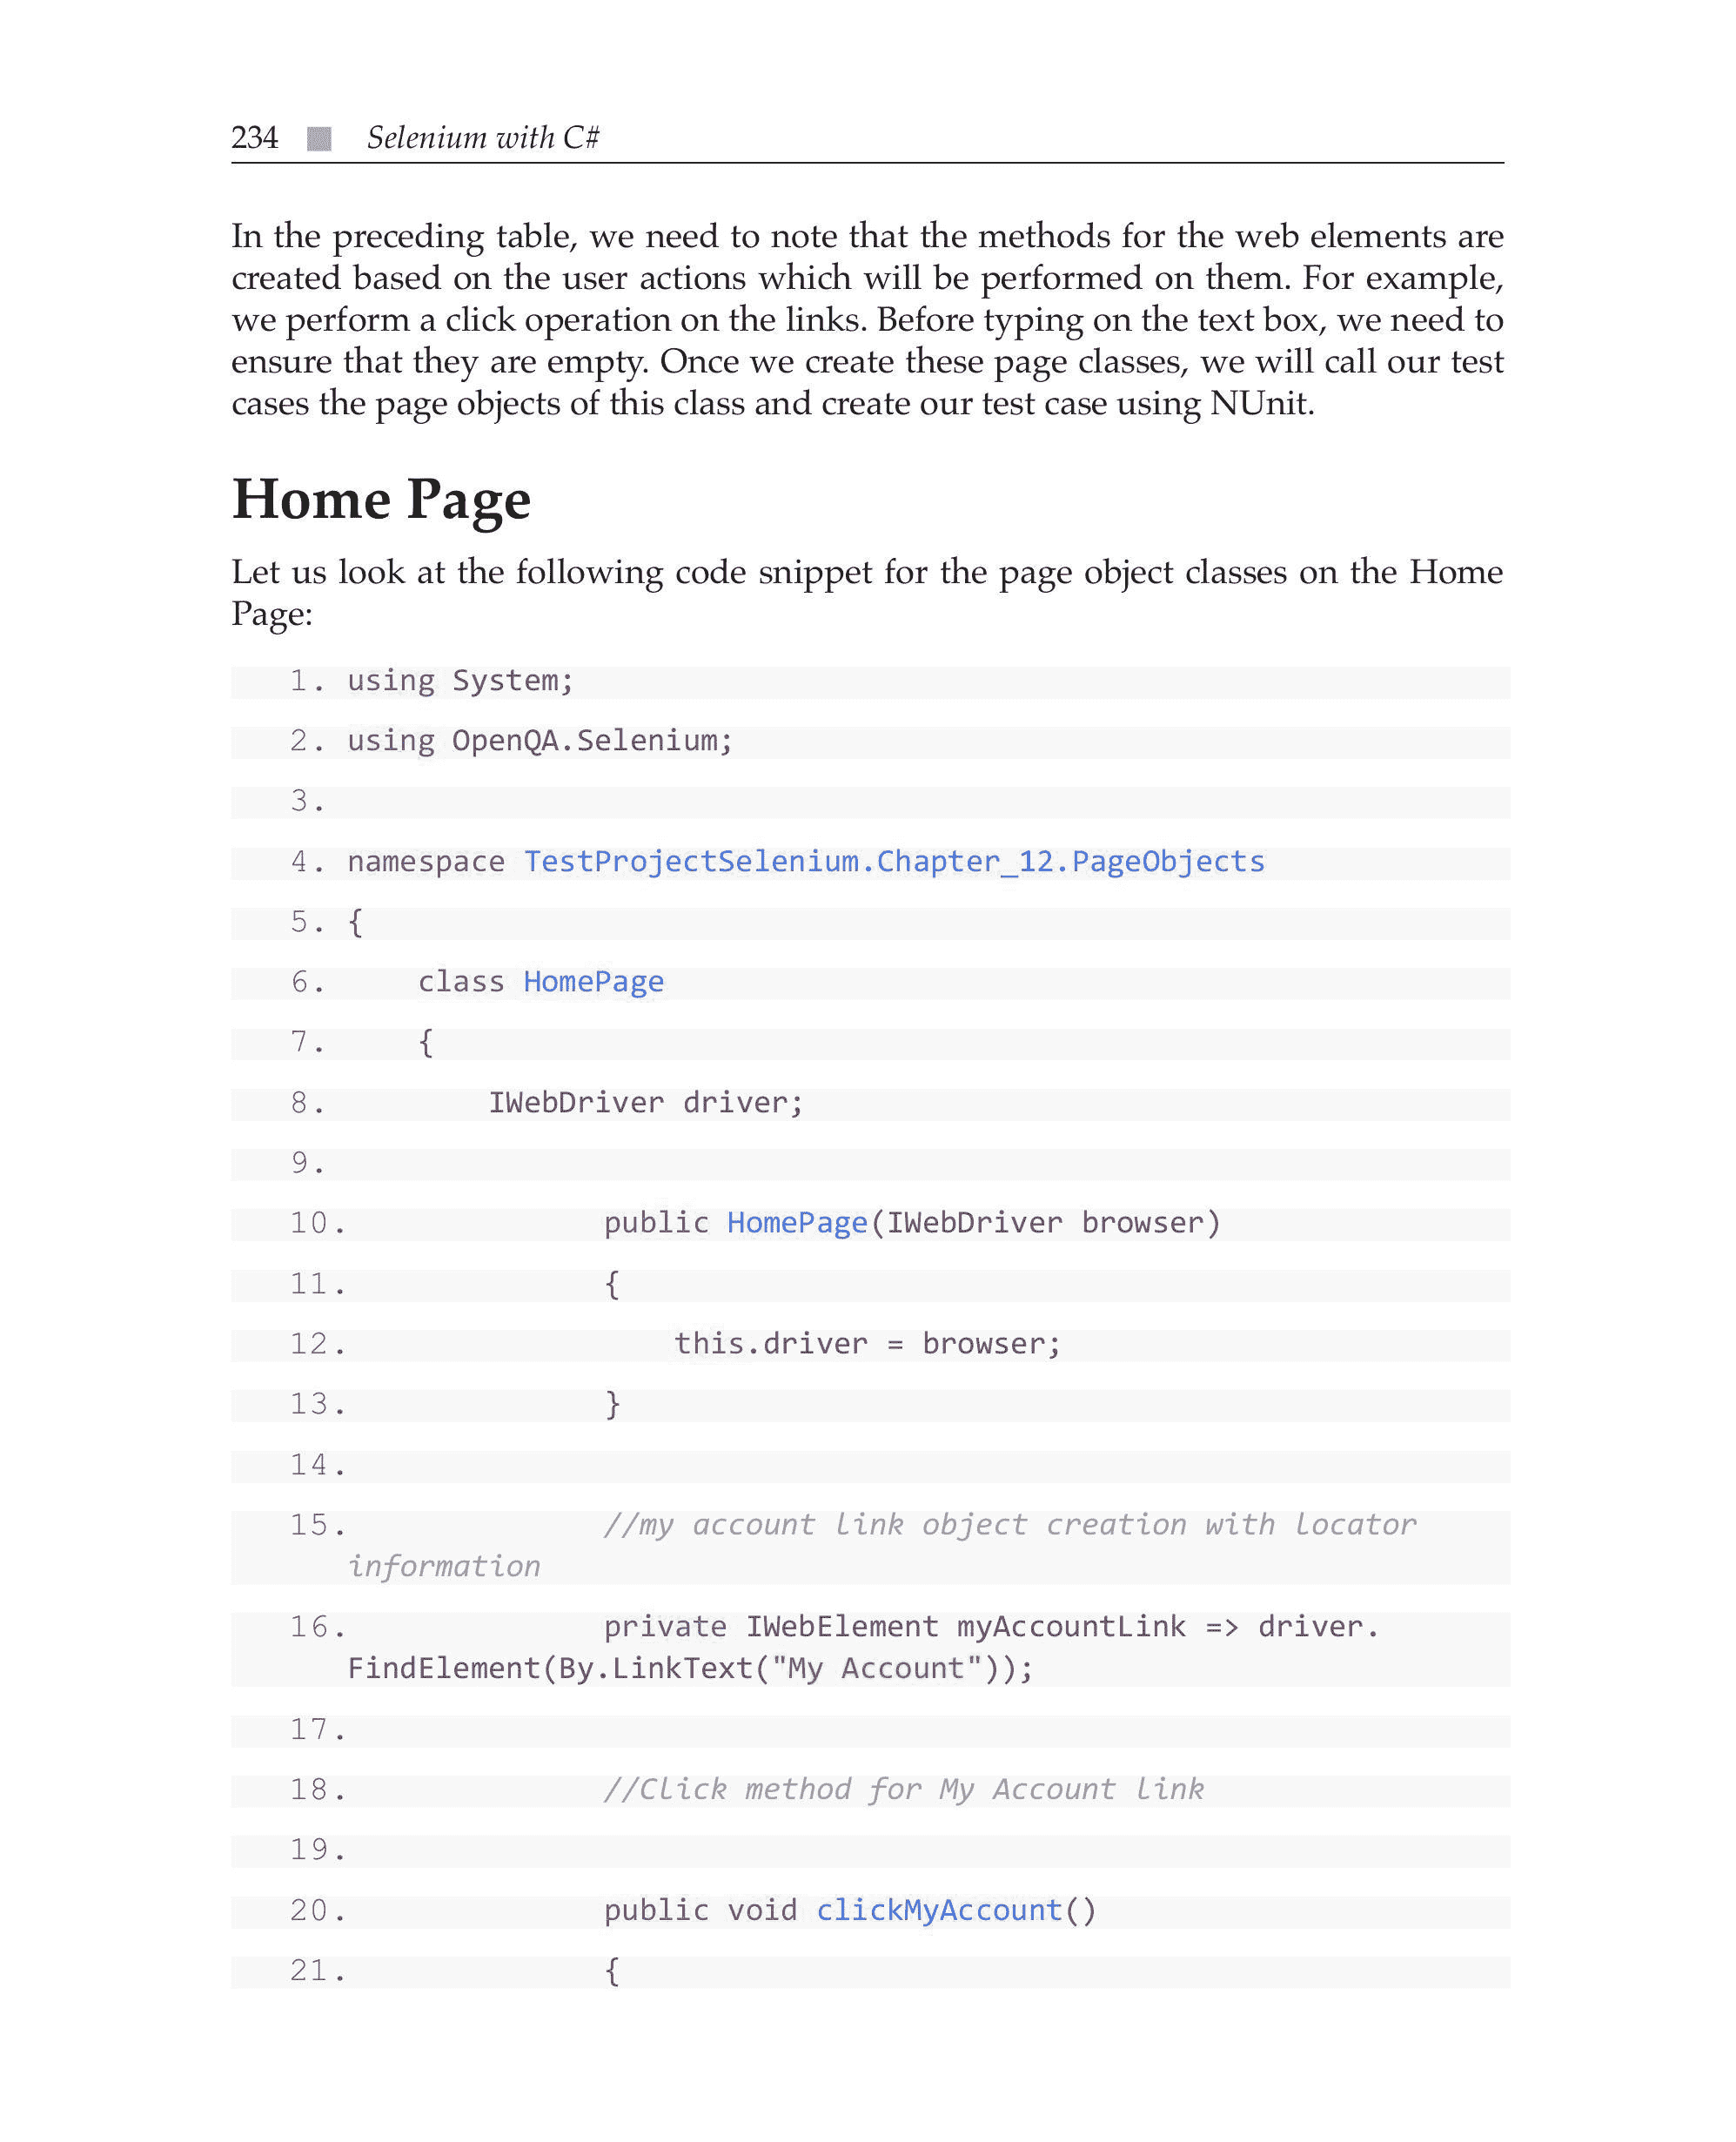 234 Selenium with C#
In the preceding table, we need to note that the methods for the web elements are
created based on the user actions which will be performed on them. For example,
we perform a click operation on the links. Before typing on the text box, we need to
ensure that they are empty. Once we create these page classes, we will call our test
cases the page objects of this class and create our test case using NUnit.
Home Page
Let us look at the following code snippet for the page object classes on the Home
Page:
1. using System;
2. using OpenQA.Selenium;
3.
4. namespace TestProjectSelenium.Chapter_12.PageObjects
5. {
6.     class HomePage
7.     {
8.         IWebDriver driver;
9.
10.         public HomePage(IWebDriver browser)
11.         {
12.             this.driver = browser;
13.         }
14.
15.         //my account link object creation with locator
information
16.         private IWebElement myAccountLink => driver.
FindElement(By.LinkText("My Account"));
17.
18.         //Click method for My Account link
19.
20.         public void clickMyAccount()
21.         {